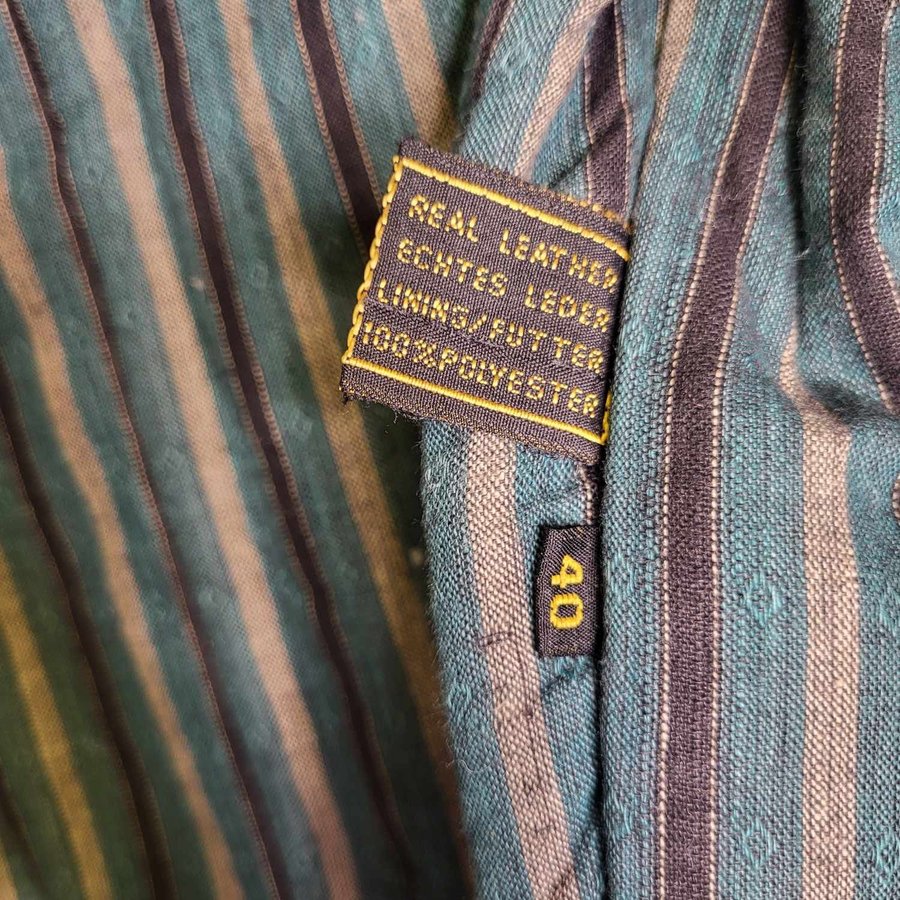 REAL LEATHER
ECHTES LEDER
LINING/FUTTER
100%POLYESTER
40